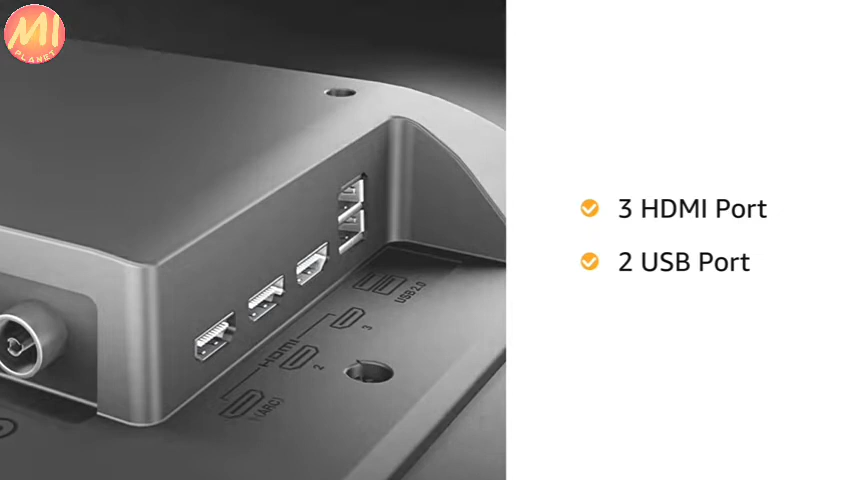 MI
PLANET
3 HDMI Port
2 USB Port
USB 2.0
HDMI
3
2
1 (ARC)